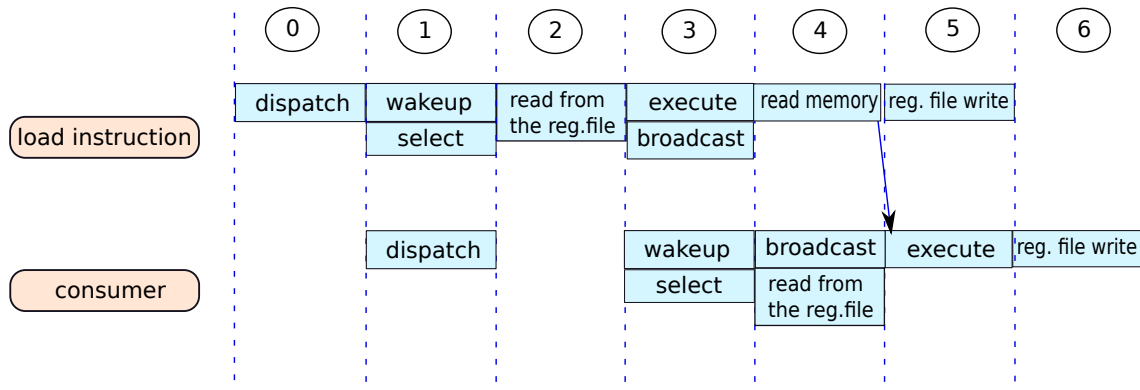 0 1 2 3 4 5 6
dispatch wakeup read from execute read memory reg. file write
the reg.file
load instruction select broadcast
wakeup broadcast execute reg. file write
dispatch
consumer select read from
the reg.file